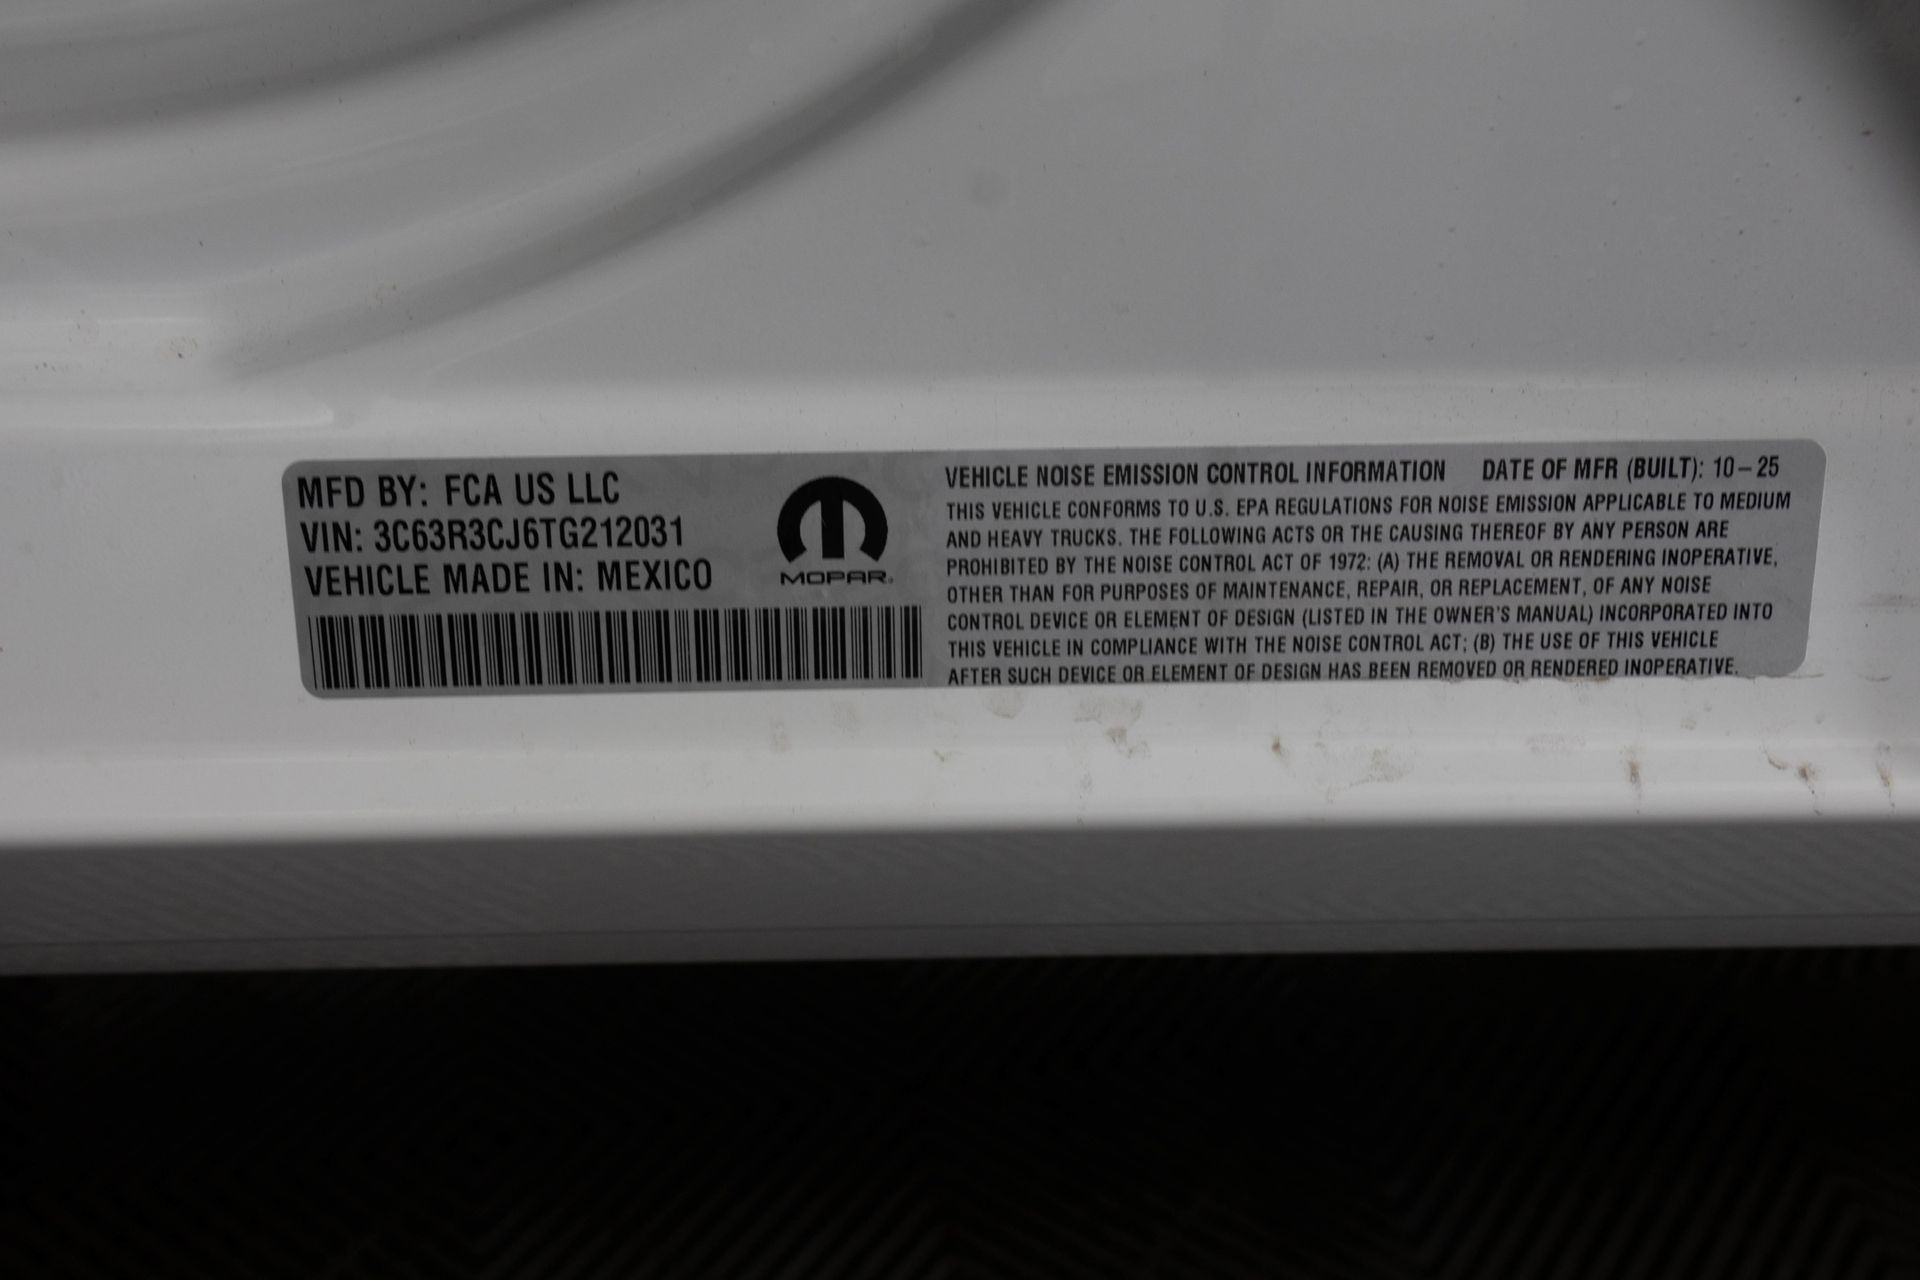 MFD BY: FCA US LLC
VIN: 3C63R3CJ6TG212031
VEHICLE MADE IN: MEXICO
MOPAR®
VEHICLE NOISE EMISSION CONTROL INFORMATION DATE OF MFR (BUILT): 10-25
THIS VEHICLE CONFORMS TO U.S. EPA REGULATIONS FOR NOISE EMISSION APPLICABLE TO MEDIUM
AND HEAVY TRUCKS. THE FOLLOWING ACTS OR THE CAUSING THEREOF BY ANY PERSON ARE
PROHIBITED BY THE NOISE CONTROL ACT OF 1972: (A) THE REMOVAL OR RENDERING INOPERATIVE,
OTHER THAN FOR PURPOSES OF MAINTENANCE, REPAIR, OR REPLACEMENT, OF ANY NOISE
CONTROL DEVICE OR ELEMENT OF DESIGN (LISTED IN THE OWNER'S MANUAL) INCORPORATED INTO
THIS VEHICLE IN COMPLIANCE WITH THE NOISE CONTROL ACT; (B) THE USE OF THIS VEHICLE
AFTER SUCH DEVICE OR ELEMENT OF DESIGN HAS BEEN REMOVED OR RENDERED INOPERATIVE.